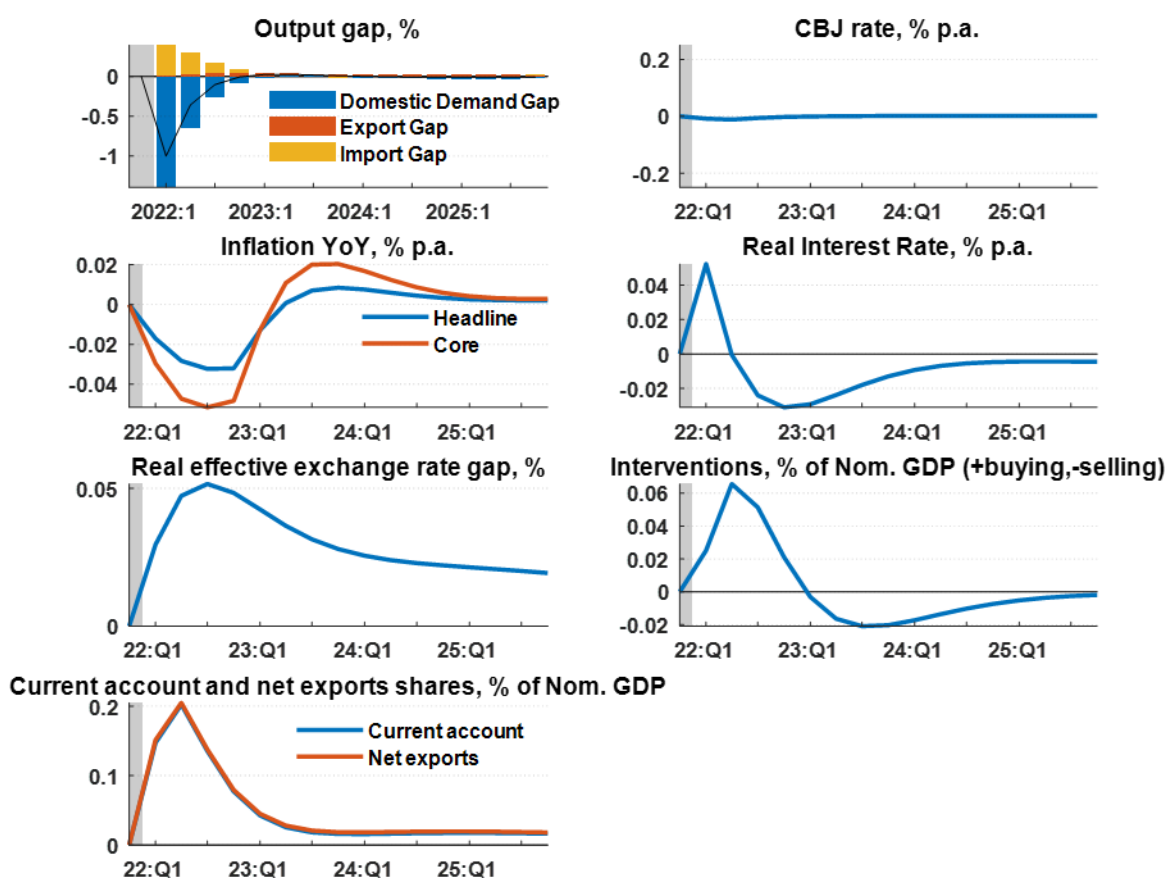 Output gap, %
0
-0.5
-1
Domestic Demand Gap
Export Gap
Import Gap
2022:1 2023:1 2024:1 2025:1
CBJ rate, % p.a.
0.2
0
-0.2
22:Q1 23:Q1 24:Q1 25:Q1
Inflation YoY, % p.a.
0.02
0
-0.02
-0.04
Headline
Core
22:Q1 23:Q1 24:Q1 25:Q1
Real Interest Rate, % p.a.
0.04
0.02
0
-0.02
22:Q1 23:Q1 24:Q1 25:Q1
Real effective exchange rate gap, %
0.05
0
22:Q1 23:Q1 24:Q1 25:Q1
Interventions, % of Nom. GDP (+buying,-selling)
0.06
0.04
0.02
0
-0.02
22:Q1 23:Q1 24:Q1 25:Q1
Current account and net exports shares, % of Nom. GDP
0.2
0.1
0
Current account
Net exports
22:Q1 23:Q1 24:Q1 25:Q1